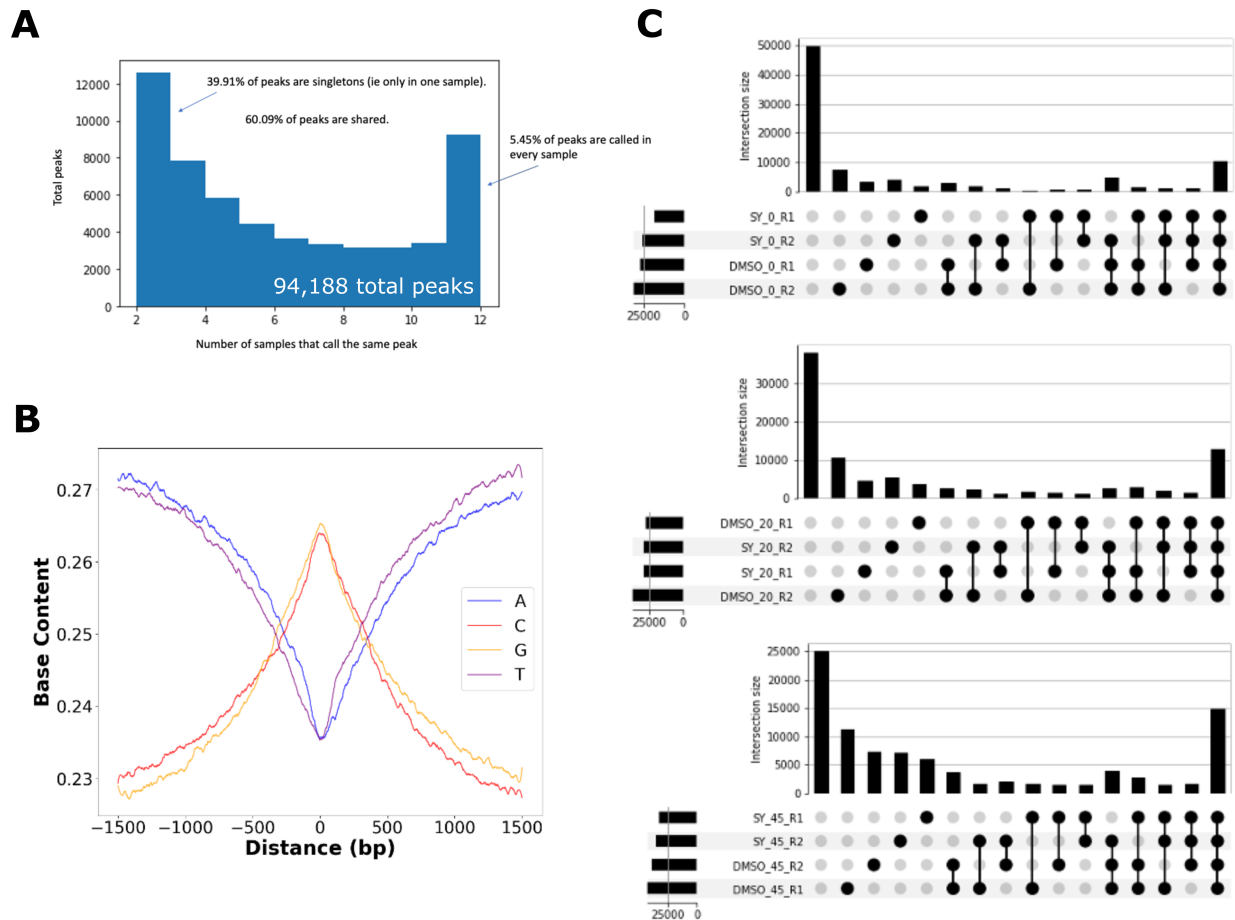 A
39.91% of peaks are singletons (ie only in one sample).
60.09% of peaks are shared.
5.45% of peaks are called in
every sample
Total peaks
12000
10000
8000
6000
4000
2000
0
94,188 total peaks
2 4 6 8 10 12
Number of samples that call the same peak
B
Base Content
0.27
0.26
0.25
0.24
0.23
A
C
G
T
−1500 −1000 −500 0 500 1000 1500
Distance (bp)
C
Intersection size
50000
40000
30000
20000
10000
0
SY_0_R1
SY_0_R2
DMSO_0_R1
DMSO_0_R2
25000 0
Intersection size
30000
20000
10000
0
DMSO_20_R1
SY_20_R2
SY_20_R1
DMSO_20_R2
25000 0
Intersection size
25000
20000
15000
10000
5000
0
SY_45_R1
SY_45_R2
DMSO_45_R2
DMSO_45_R1
25000 0